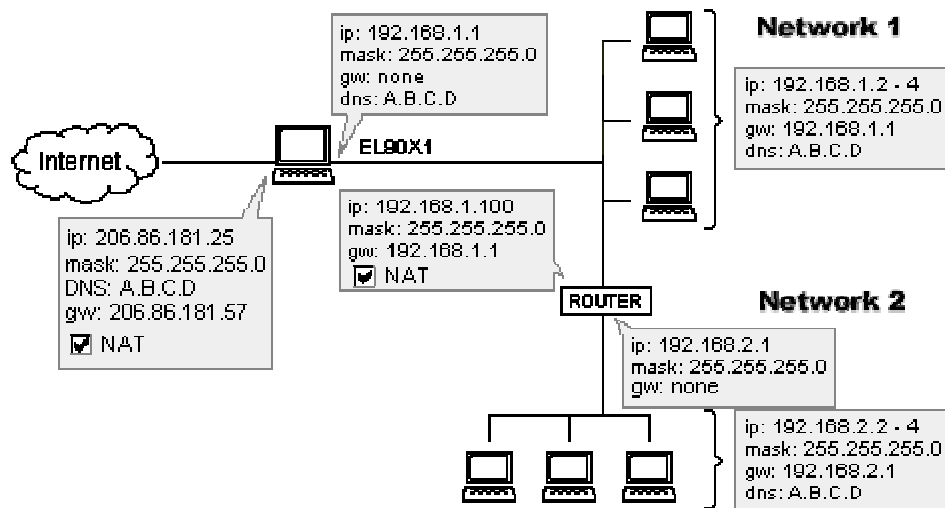 ip: 192.168.1.1
mask: 255.255.255.0
gw: none
dns: A.B.C.D
Network 1
ip: 192.168.1.2 - 4
mask: 255.255.255.0
gw: 192.168.1.1
dns: A.B.C.D
Internet
EL90X1
ip: 206.86.181.25
mask: 255.255.255.0
DNS: A.B.C.D
gw: 206.86.181.57
NAT
ip: 192.168.1.100
mask: 255.255.255.0
gw: 192.168.1.1
NAT
ROUTER
Network 2
ip: 192.168.2.1
mask: 255.255.255.0
gw: none
ip: 192.168.2.2 - 4
mask: 255.255.255.0
gw: 192.168.2.1
dns: A.B.C.D